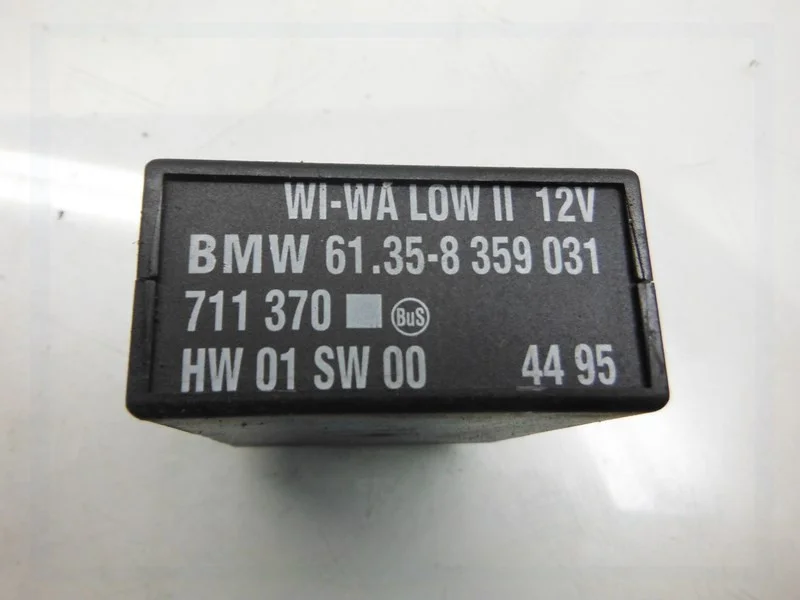 WI-WA LOW II 12V
BMW 61.35-8 359 031
711 370 BuS
HW 01 SW 00 44 95